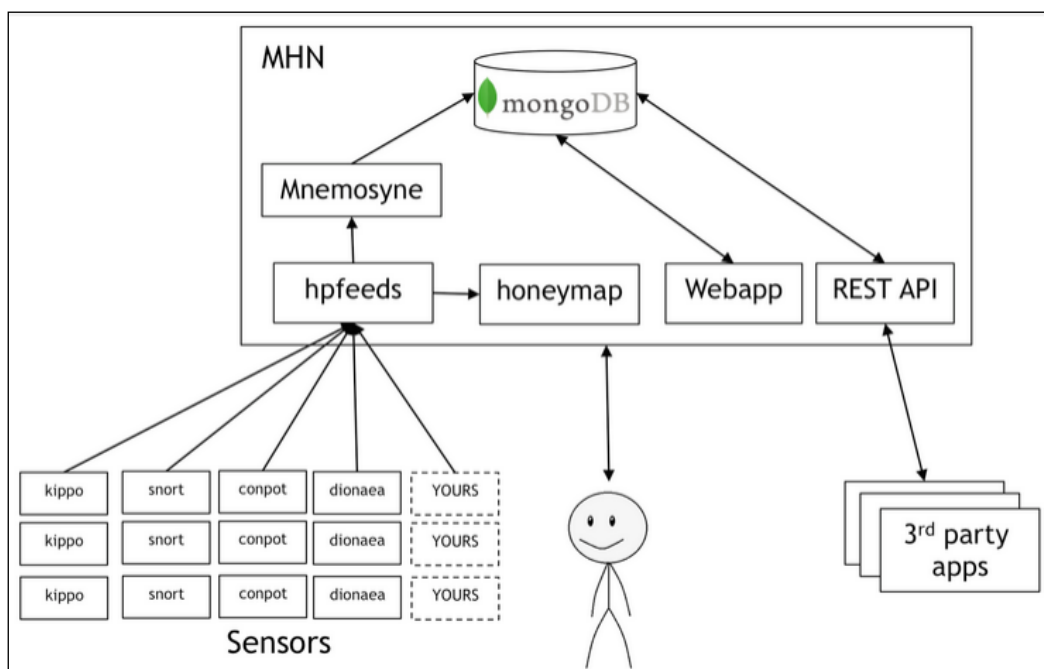 MHN
mongoDB
Mnemosyne
hpfeeds
honeymap
Webapp
REST API
kippo snort conpot dionaea YOURS
kippo snort conpot dionaea YOURS
kippo snort conpot dionaea YOURS
Sensors
3rd party
apps